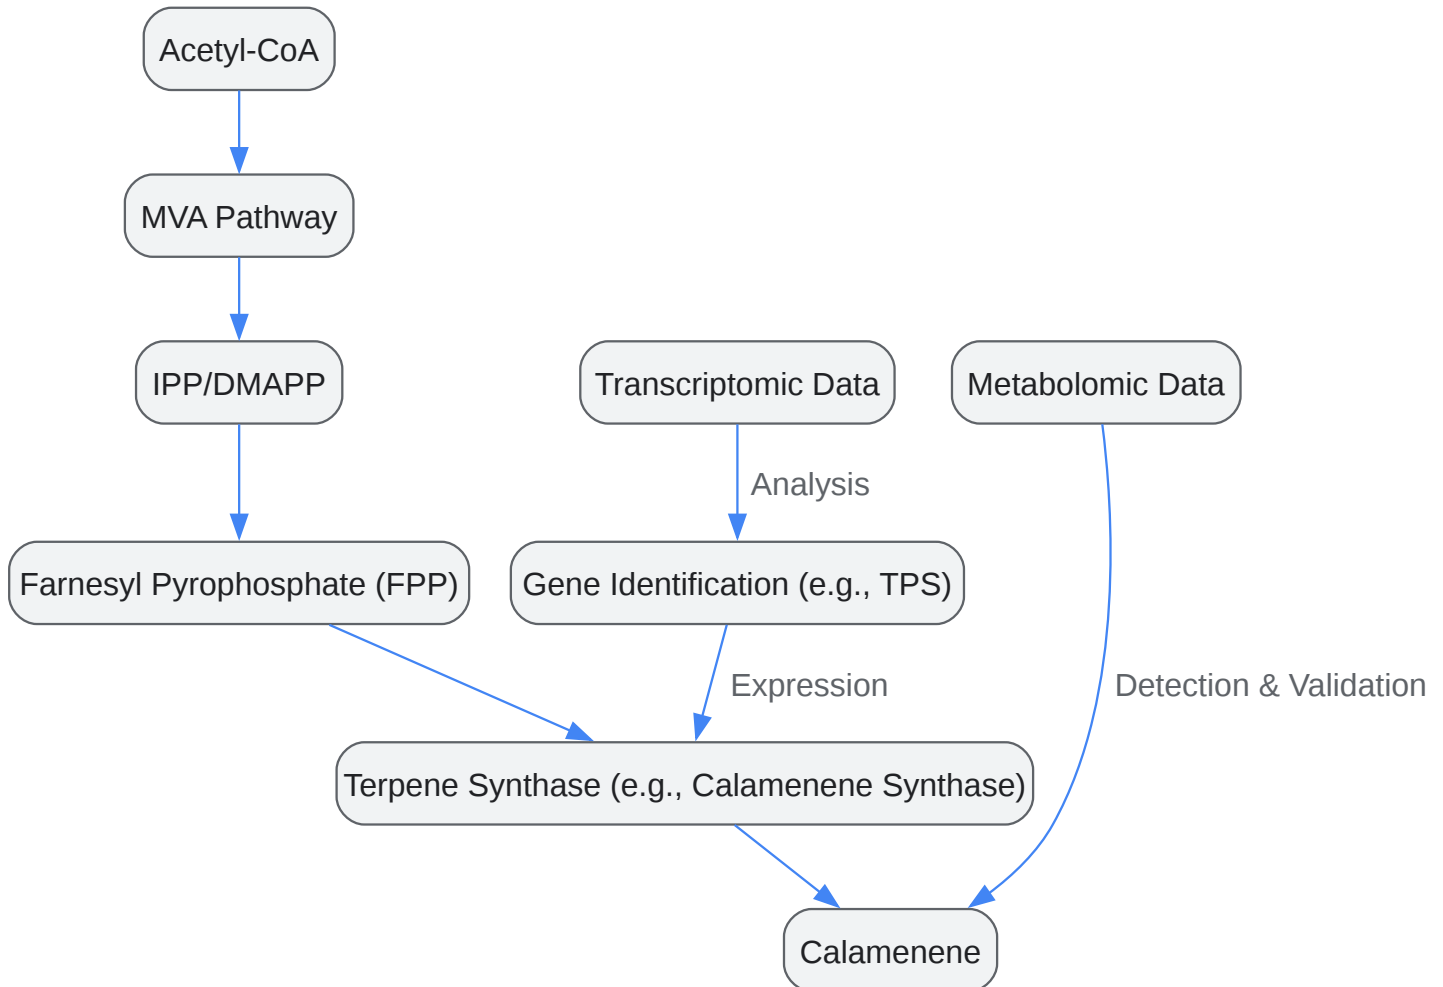 Acetyl-CoA
MVA Pathway
IPP/DMAPP
Transcriptomic Data
Metabolomic Data
Analysis
Farnesyl Pyrophosphate (FPP)
Gene Identification (e.g., TPS)
Expression
Detection & Validation
Terpene Synthase (e.g., Calamenene Synthase)
Calamenene